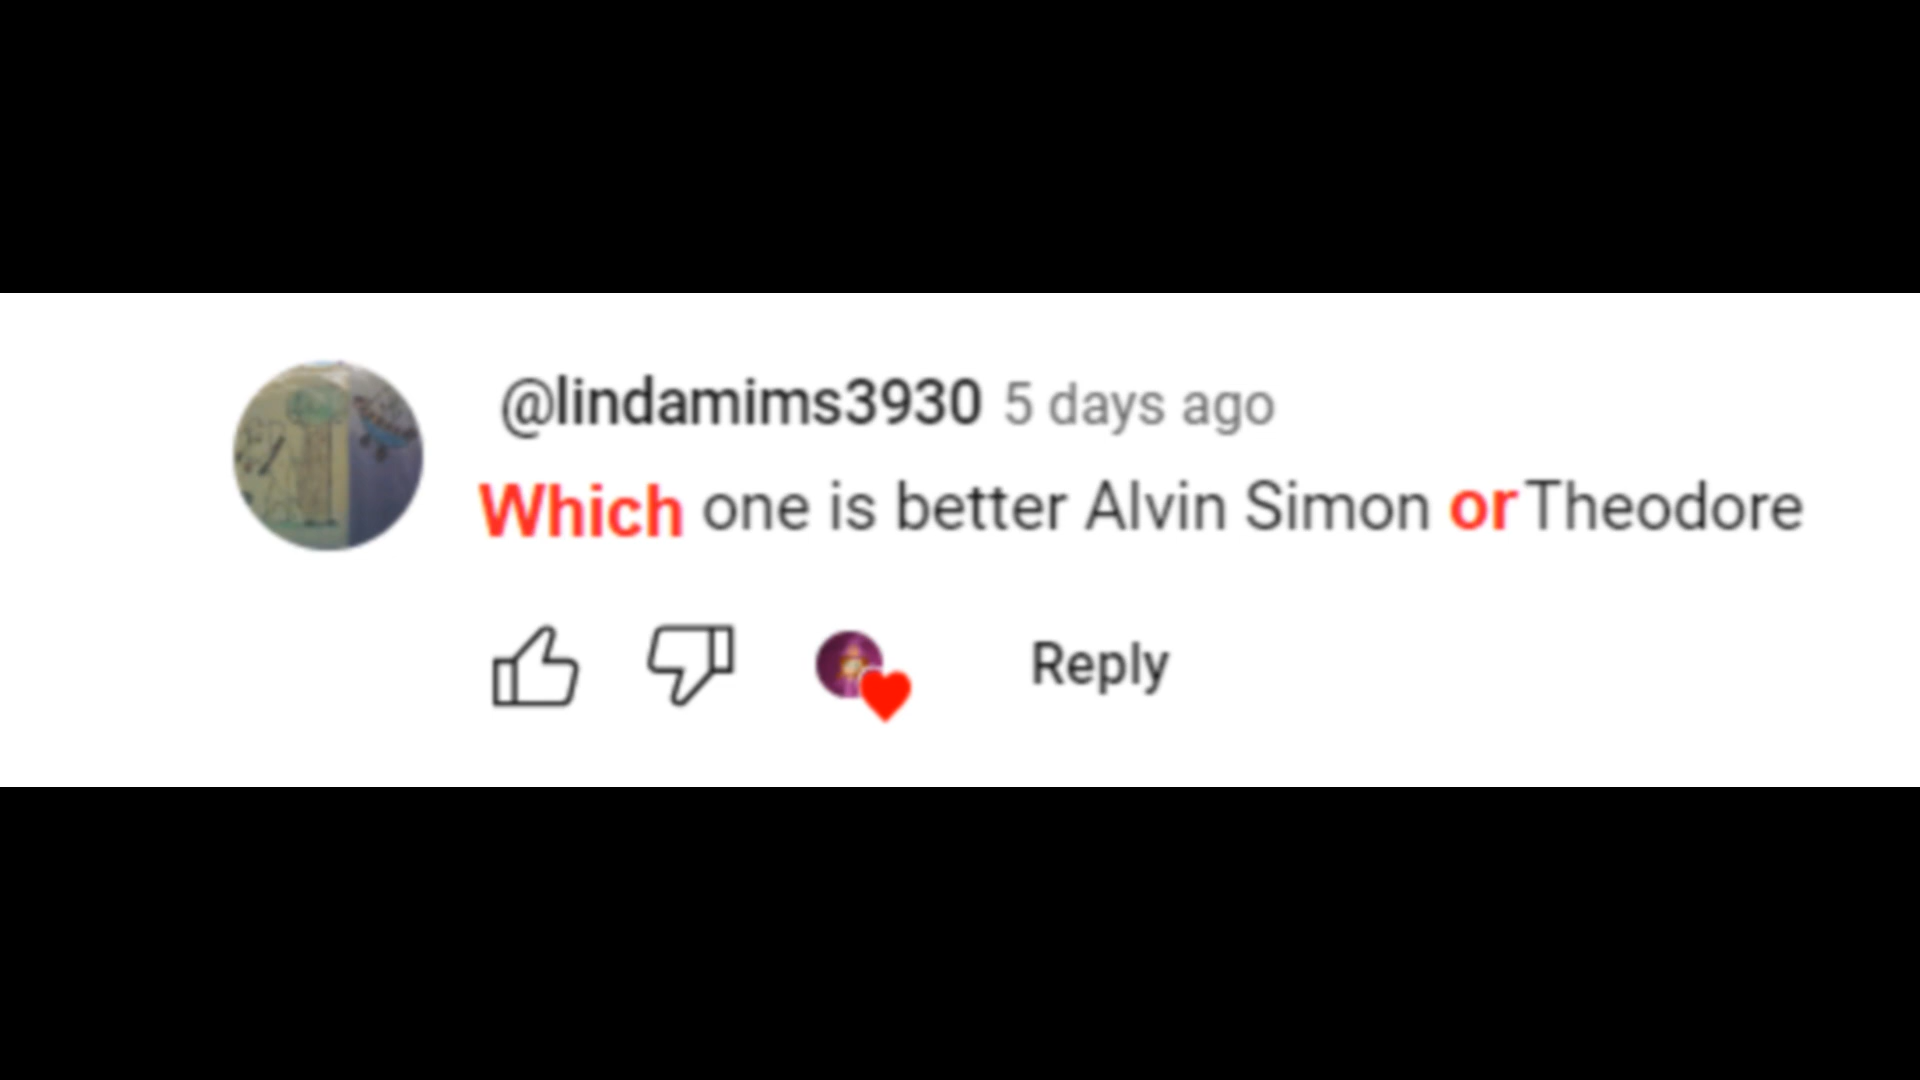 @lindamims3930 5 days ago
Which one is better Alvin Simon or Theodore
Reply